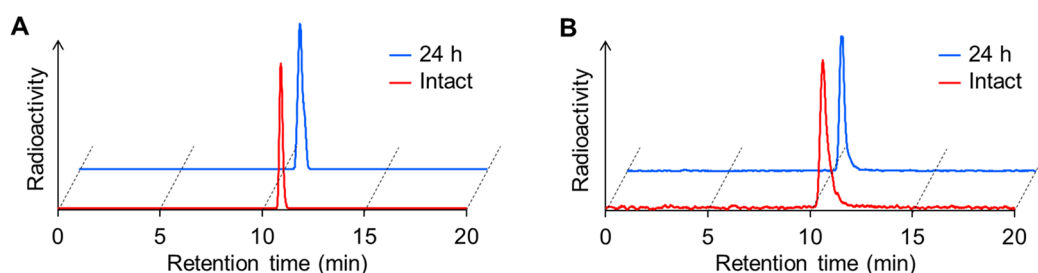 A
Radioactivity
24 h
Intact
0 5 10 15 20
Retention time (min)
B
Radioactivity
24 h
Intact
0 5 10 15 20
Retention time (min)